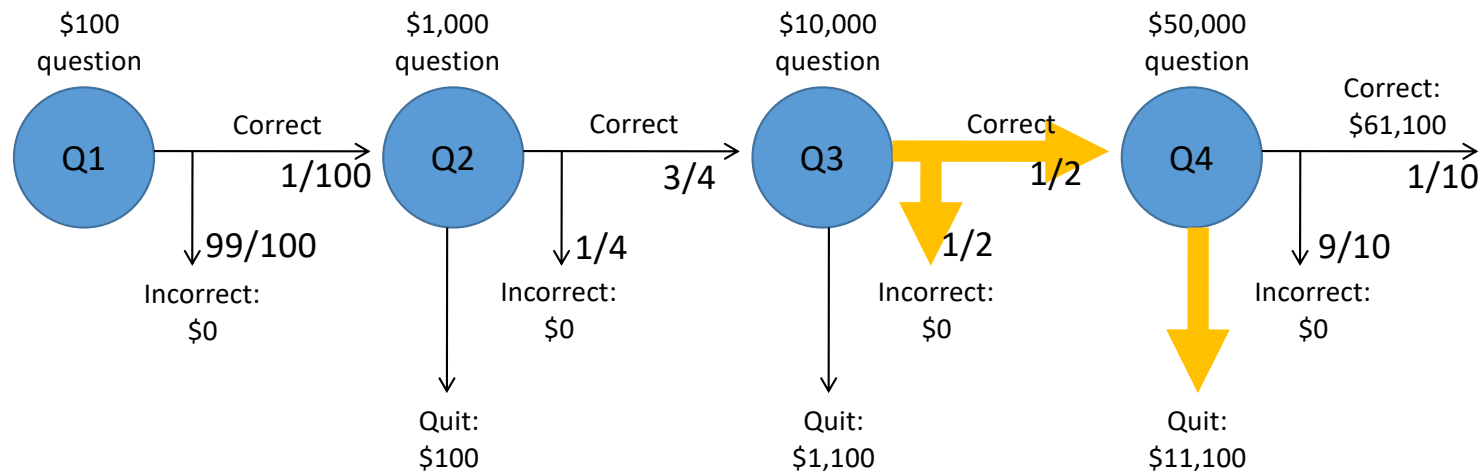 $100
question
$1,000
question
$10,000
question
$50,000
question
Q1
Correct
1/100
99/100
Incorrect:
$0
Q2
Correct
3/4
1/4
Incorrect:
$0
Quit:
$100
Q3
Correct
1/2
1/2
Incorrect:
$0
Quit:
$1,100
Q4
Correct:
$61,100
1/10
9/10
Incorrect:
$0
Quit:
$11,100